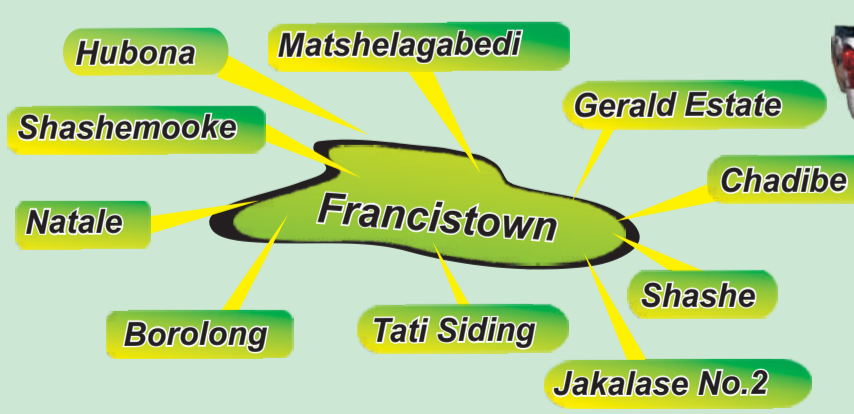 Hubona
Matshelagabedi
Gerald Estate
Shashemooke
Chadibe
Natale
Francistown
Shashe
Borolong
Tati Siding
Jakalase No.2